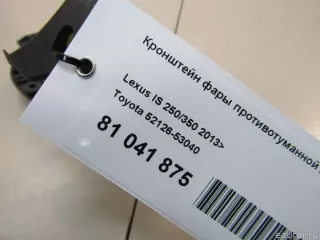 Кронштейн фары противотуманной
Lexus IS 250/350 2013>
Toyota 52126-53040
81 041 875